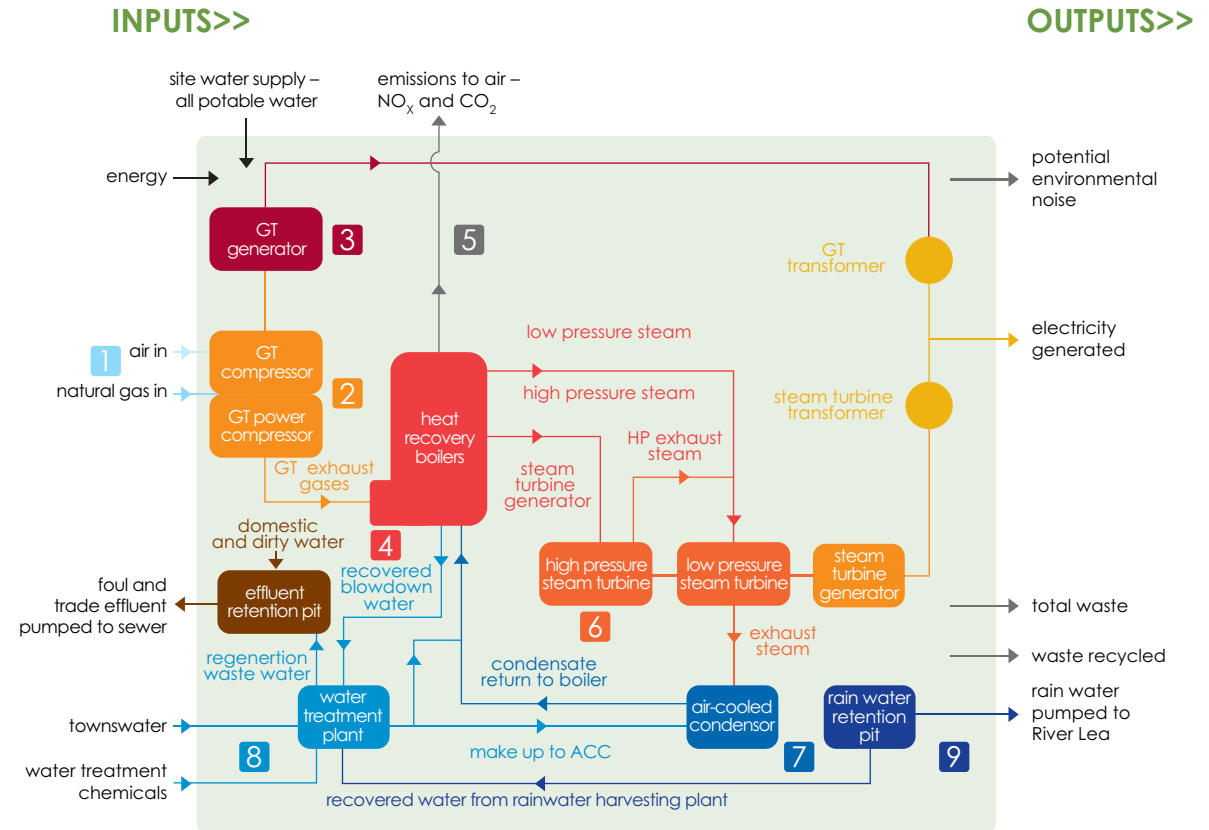 INPUTS>>
OUTPUTS>>
site water supply –
all potable water
emissions to air –
NOX and CO2
energy
potential
environmental
noise
GT
generator
3
5
GT
transformer
1
air in
natural gas in
GT
compressor
2
GT power
compressor
low pressure steam
high pressure steam
heat
recovery
boilers
electricity
generated
steam turbine
transformer
HP exhaust
steam
GT exhaust
gases
steam
turbine
generator
domestic
and dirty water
4
recovered
blowdown
water
high pressure
steam turbine
low pressure
steam turbine
steam
turbine
generator
6
foul and
trade effluent
pumped to sewer
effluent
retention pit
total waste
exhaust
steam
waste recycled
regenertion
waste water
condensate
return to boiler
water
treatment
plant
air-cooled
condensor
rain water
retention
pit
rain water
pumped to
River Lea
townswater
8
make up to ACC
7
9
water treatment
chemicals
recovered water from rainwater harvesting plant